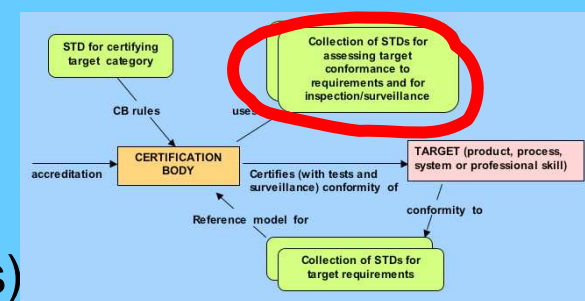 STD for certifying
target category
Collection of STDs for
assessing target
conformance to
requirements and for
inspection/surveillance
CB rules
uses
accreditation
CERTIFICATION
BODY
Certifies (with tests and
surveillance) conformity of
TARGET (product, process,
system or professional skill)
Reference model for
conformity to
Collection of STDs for
target requirements
s)